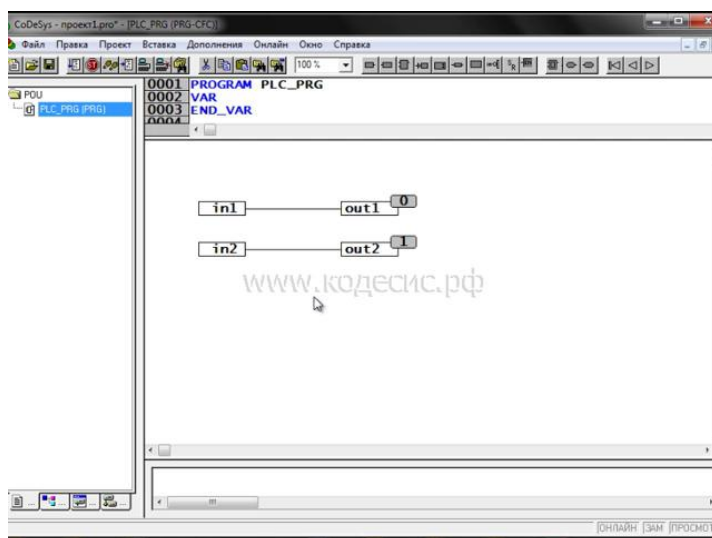 CoDeSys - проект1.pro* - [PLC_PRG (PRG-CFC)]
Файл Правка Проект Вставка Дополнения Онлайн Окно Справка
100 %
POU
PLC_PRG (PRG)
0001 PROGRAM PLC_PRG
0002 VAR
0003 END_VAR
0004
in1 out1 0
in2 out2 1
www.кодесис.рф
ОНЛАЙН ЗАМ ПРОСМОТ